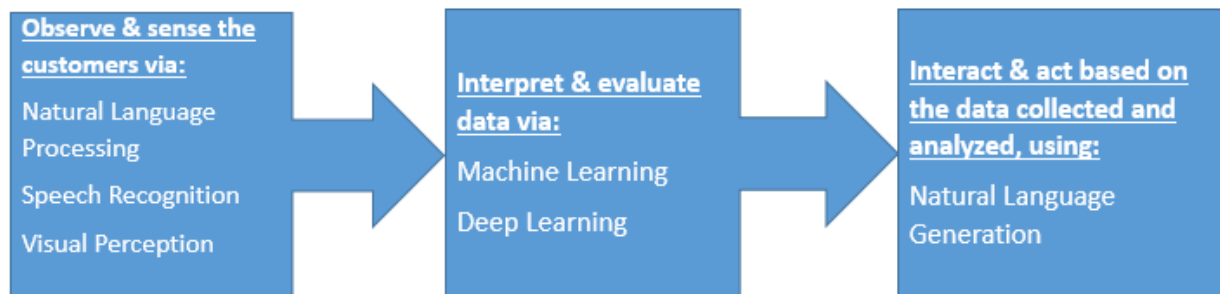 Observe & sense the
customers via:
Natural Language
Processing
Speech Recognition
Visual Perception
Interpret & evaluate
data via:
Machine Learning
Deep Learning
Interact & act based on
the data collected and
analyzed, using:
Natural Language
Generation